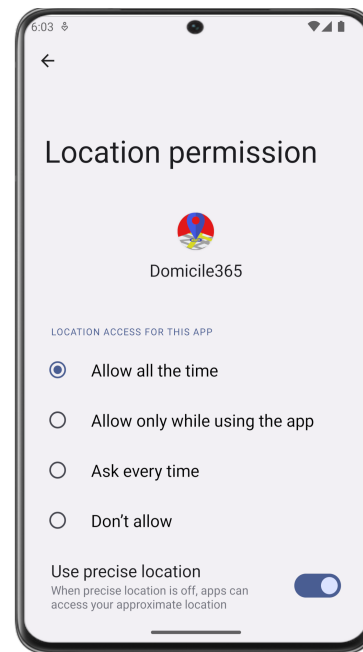 6:03
Location permission
Domicile365
LOCATION ACCESS FOR THIS APP
Allow all the time
Allow only while using the app
Ask every time
Don’t allow
Use precise location
When precise location is off, apps can
access your approximate location